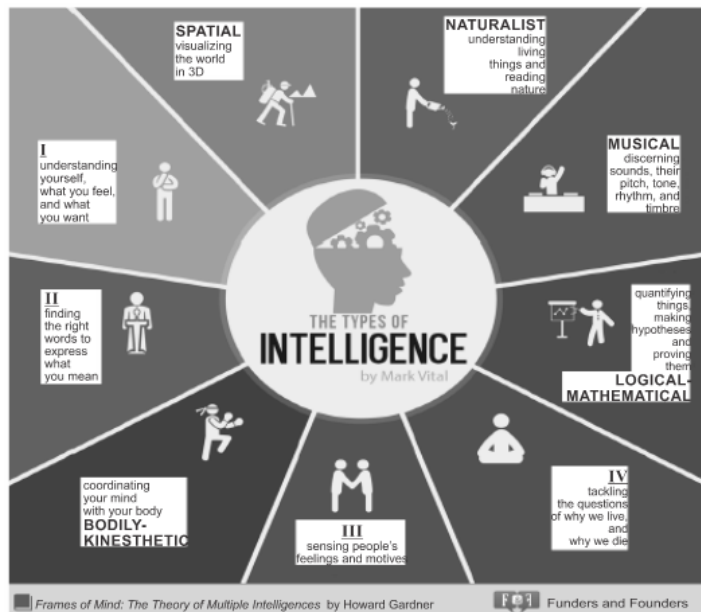 SPATIAL
visualizing
the world
in 3D
NATURALIST
understanding
living
things and
reading
nature
MUSICAL
discerning
sounds, their
pitch, tone,
rhythm, and
timbre
quantifying
things,
making
hypotheses
and
proving
them
LOGICAL-
MATHEMATICAL
IV
tackling
the questions
of why we live,
and
why we die
III
sensing people's
feelings and motives
coordinating
your mind
with your body
BODILY-
KINESTHETIC
II
finding
the right
words to
express
what
you mean
I
understanding
yourself,
what you feel,
and what
you want
THE TYPES OF
INTELLIGENCE
by Mark Vital
Frames of Mind: The Theory of Multiple Intelligences by Howard Gardner
Funders and Founders